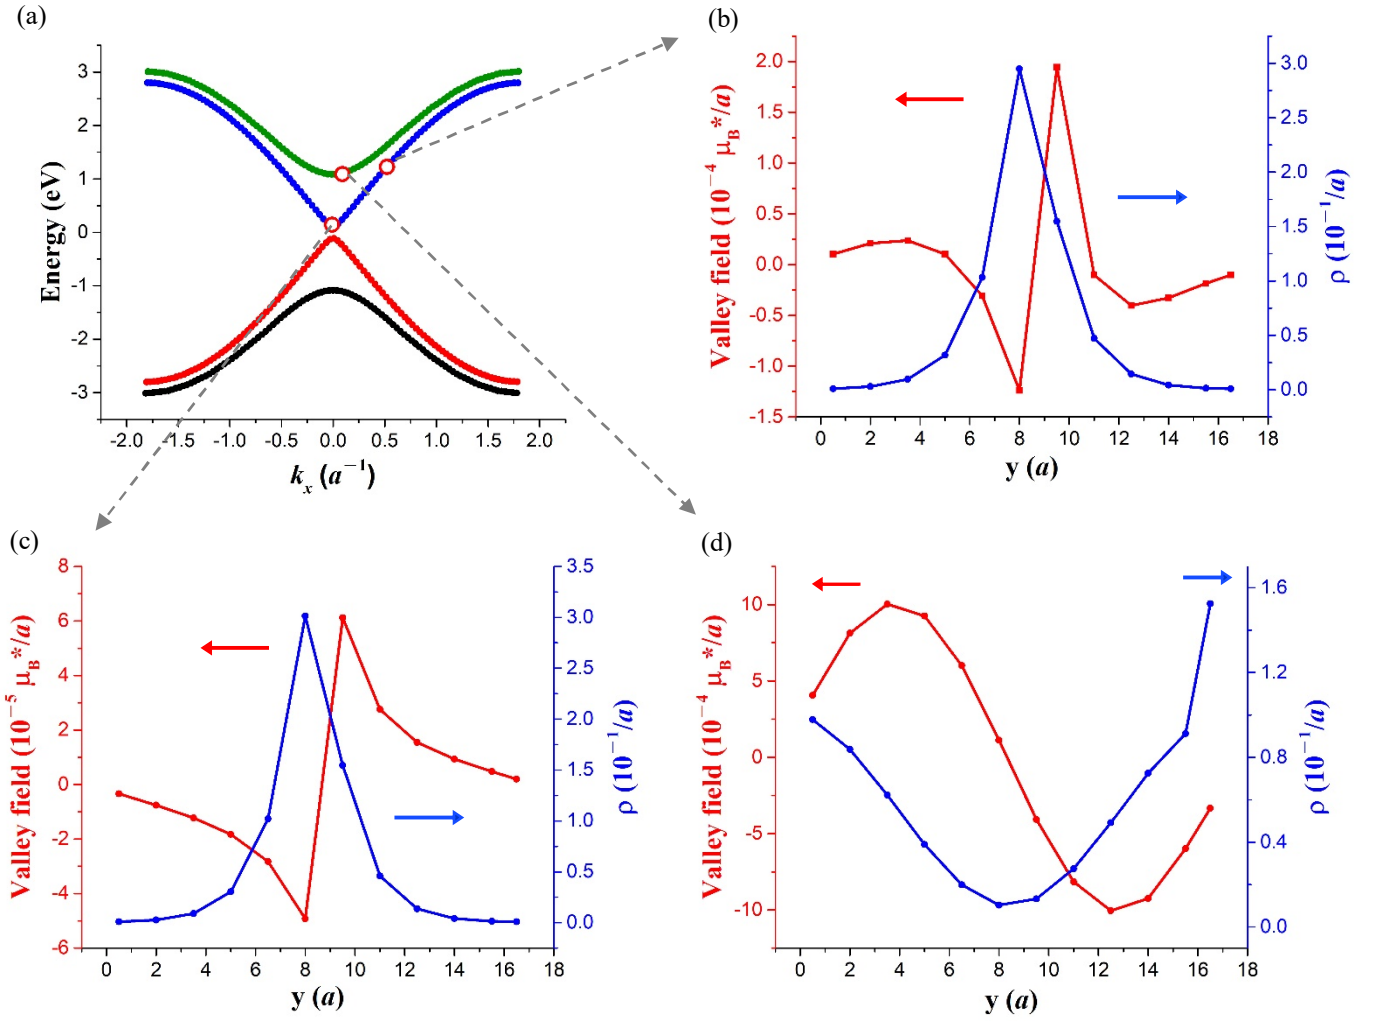 (a)
3
2
1
0
-1
-2
-3
Energy (eV)
-2.0 -1.5 -1.0 -0.5 0.0 0.5 1.0 1.5 2.0
kₓ (a⁻¹)
(b)
2.0
1.5
1.0
0.5
0.0
-0.5
-1.0
-1.5
Valley field (10⁻⁴ μ_B*/a)
3.0
2.5
2.0
1.5
1.0
0.5
0.0
ρ (10⁻¹/a)
0 2 4 6 8 10 12 14 16 18
y (a)
(c)
8
6
4
2
0
-2
-4
-6
Valley field (10⁻⁵ μ_B*/a)
3.5
3.0
2.5
2.0
1.5
1.0
0.5
0.0
ρ (10⁻¹/a)
0 2 4 6 8 10 12 14 16 18
y (a)
(d)
10
5
0
-5
-10
Valley field (10⁻⁴ μ_B*/a)
1.6
1.2
0.8
0.4
0.0
ρ (10⁻¹/a)
0 2 4 6 8 10 12 14 16 18
y (a)